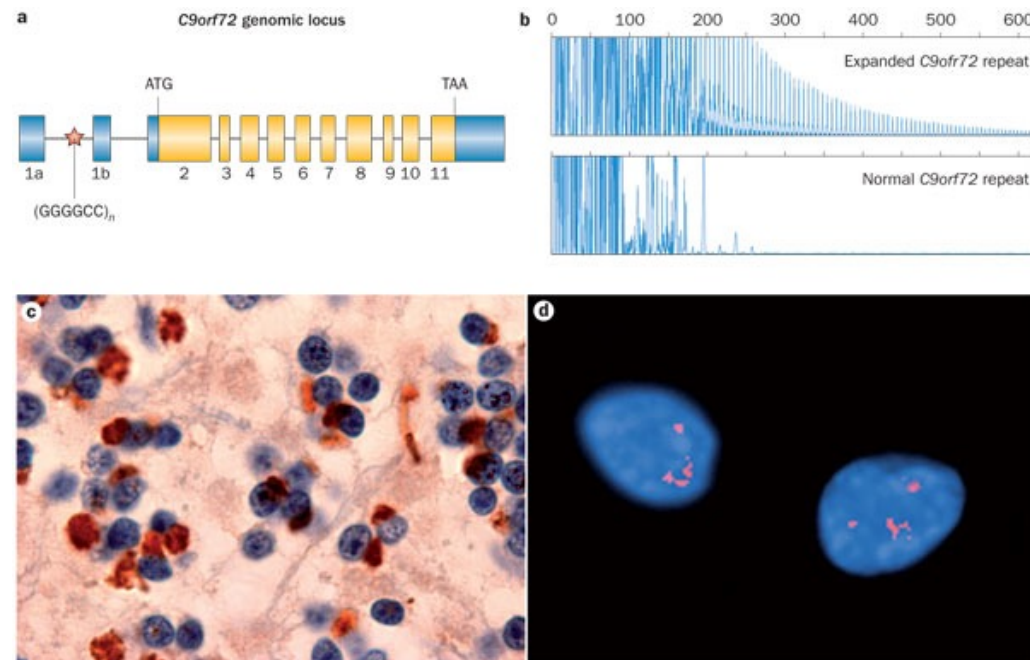 a
C9orf72 genomic locus
ATG
TAA
1a
1b
2
3
4
5
6
7
8
9
10
11
(GGGGCC)n
b
0 100 200 300 400 500 600
Expanded C9ofr72 repeat
Normal C9orf72 repeat
c
d